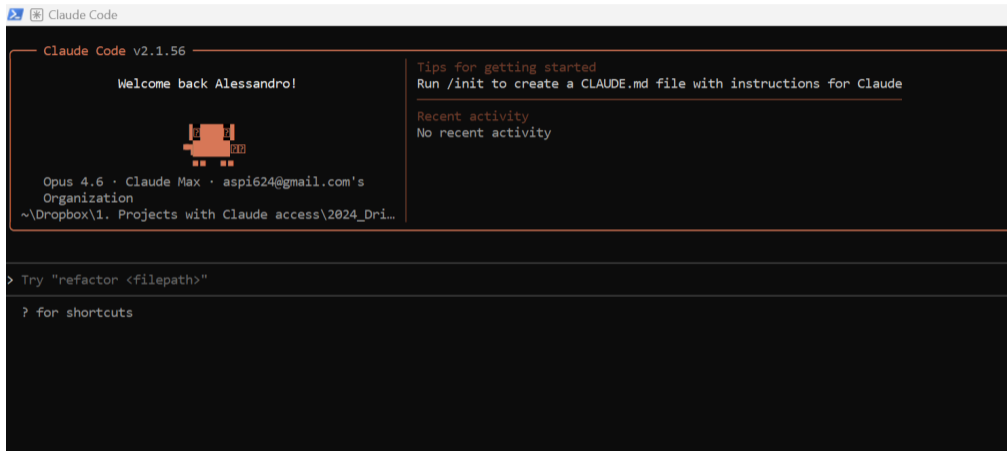 Claude Code
Claude Code v2.1.56
Welcome back Alessandro!
Opus 4.6 · Claude Max · aspi624@gmail.com's
Organization
~\Dropbox\1. Projects with Claude access\2024_Dri…
Tips for getting started
Run /init to create a CLAUDE.md file with instructions for Claude
Recent activity
No recent activity
> Try "refactor <filepath>"
? for shortcuts